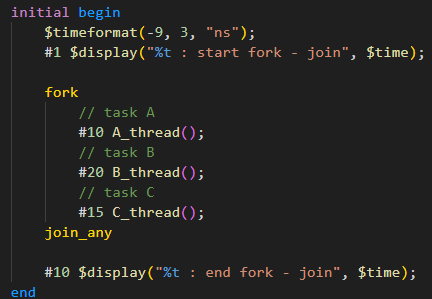 initial begin
    $timeformat(-9, 3, "ns");
    #1 $display("%t : start fork - join", $time);

    fork
        // task A
        #10 A_thread();
        // task B
        #20 B_thread();
        // task C
        #15 C_thread();
    join_any

    #10 $display("%t : end fork - join", $time);
end